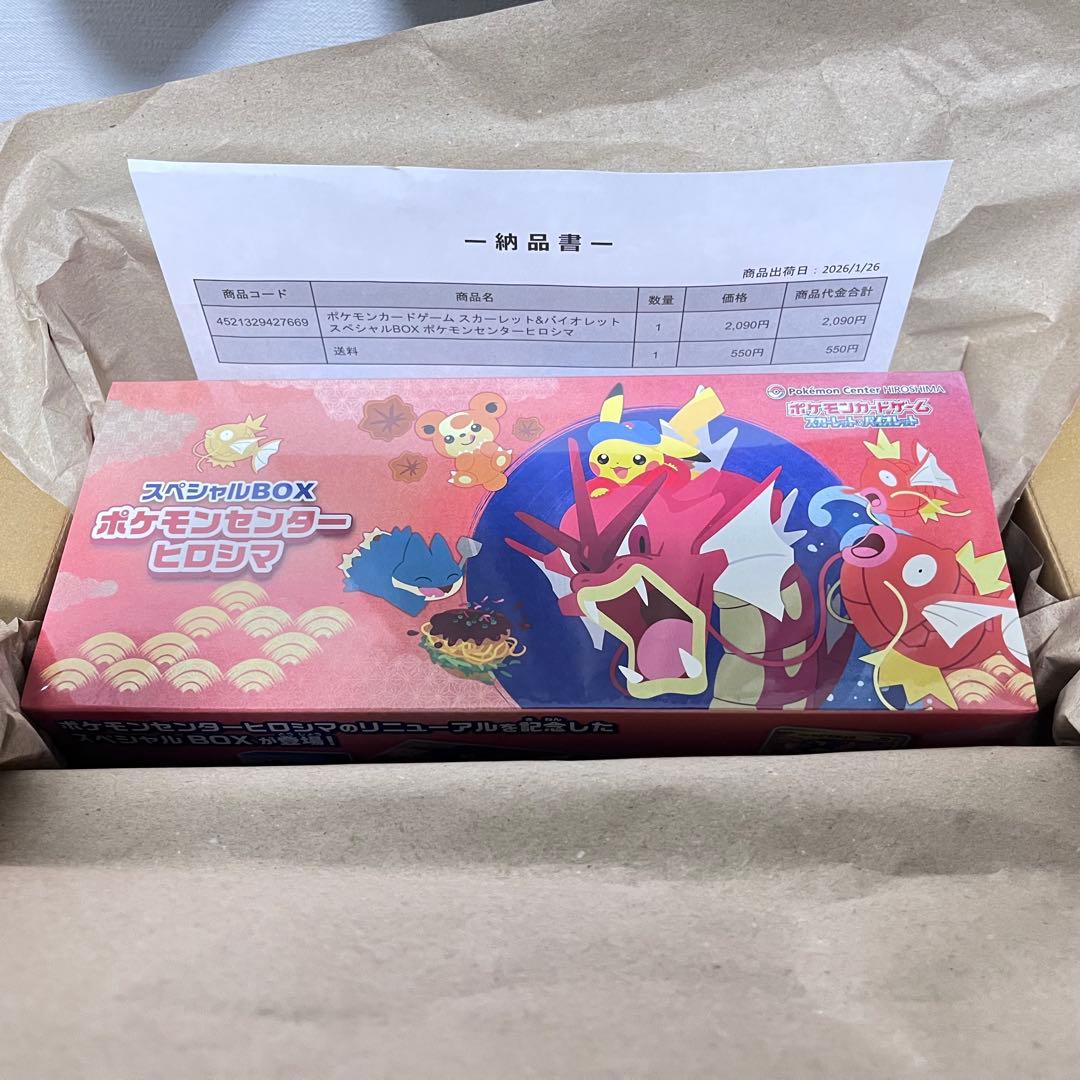 ー納品書ー
商品出荷日：2026/1/26
商品コード 商品名 数量 価格 商品代金合計
4521329427669 ポケモンカードゲーム スカーレット&バイオレット 1 2,090円 2,090円
スペシャルBOX ポケモンセンターヒロシマ
送料 1 550円 550円
Pokémon Center HIROSHIMA
ポケモンカードゲーム
スカーレット&バイオレット
スペシャルBOX
ポケモンセンター
ヒロシマ
ポケモンセンターヒロシマのリニューアルを記念した
スペシャルBOXが登場！